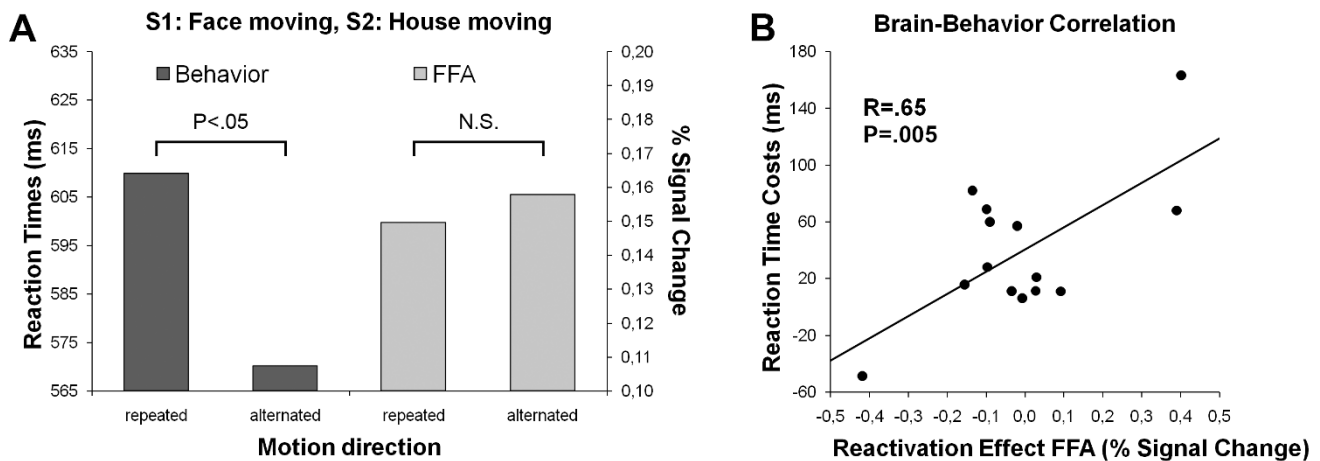 A
S1: Face moving, S2: House moving
Behavior
FFA
P<.05
N.S.
Reaction Times (ms)
635
625
615
605
595
585
575
565
% Signal Change
0,20
0,19
0,18
0,17
0,16
0,15
0,14
0,13
0,12
0,11
0,10
repeated
alternated
repeated
alternated
Motion direction
B
Brain-Behavior Correlation
R=.65
P=.005
Reaction Time Costs (ms)
180
140
100
60
20
-20
-60
-0,5
-0,4
-0,3
-0,2
-0,1
0,0
0,1
0,2
0,3
0,4
0,5
Reactivation Effect FFA (% Signal Change)